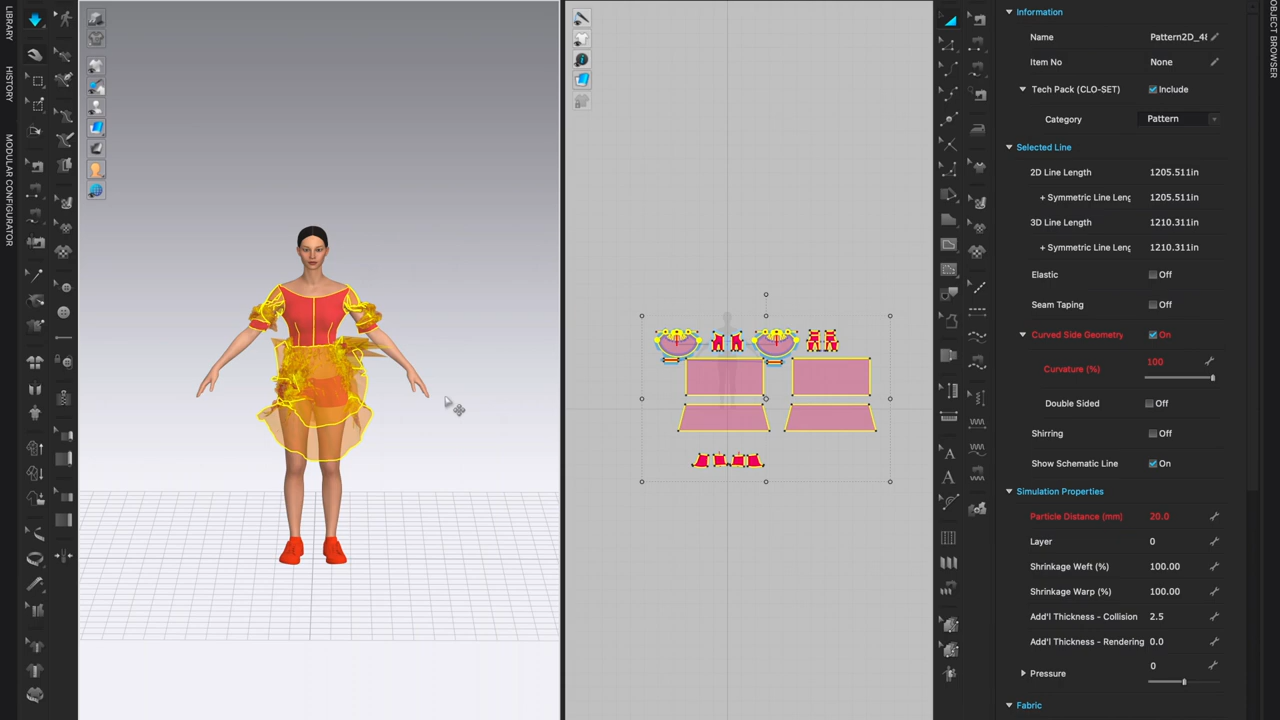 LIBRARY
HISTORY
MODULAR CONFIGURATOR
OBJECT BROWSER
Information
Name Pattern2D_48
Item No None
Tech Pack (CLO-SET) Include
Category Pattern
Selected Line
2D Line Length 1205.511in
+ Symmetric Line Leng 1205.511in
3D Line Length 1210.311in
+ Symmetric Line Leng 1210.311in
Elastic Off
Seam Taping Off
Curved Side Geometry On
Curvature (%) 100
Double Sided Off
Shirring Off
Show Schematic Line On
Simulation Properties
Particle Distance (mm) 20.0
Layer 0
Shrinkage Weft (%) 100.00
Shrinkage Warp (%) 100.00
Add'l Thickness - Collision 2.5
Add'l Thickness - Rendering 0.0
Pressure 0
Fabric